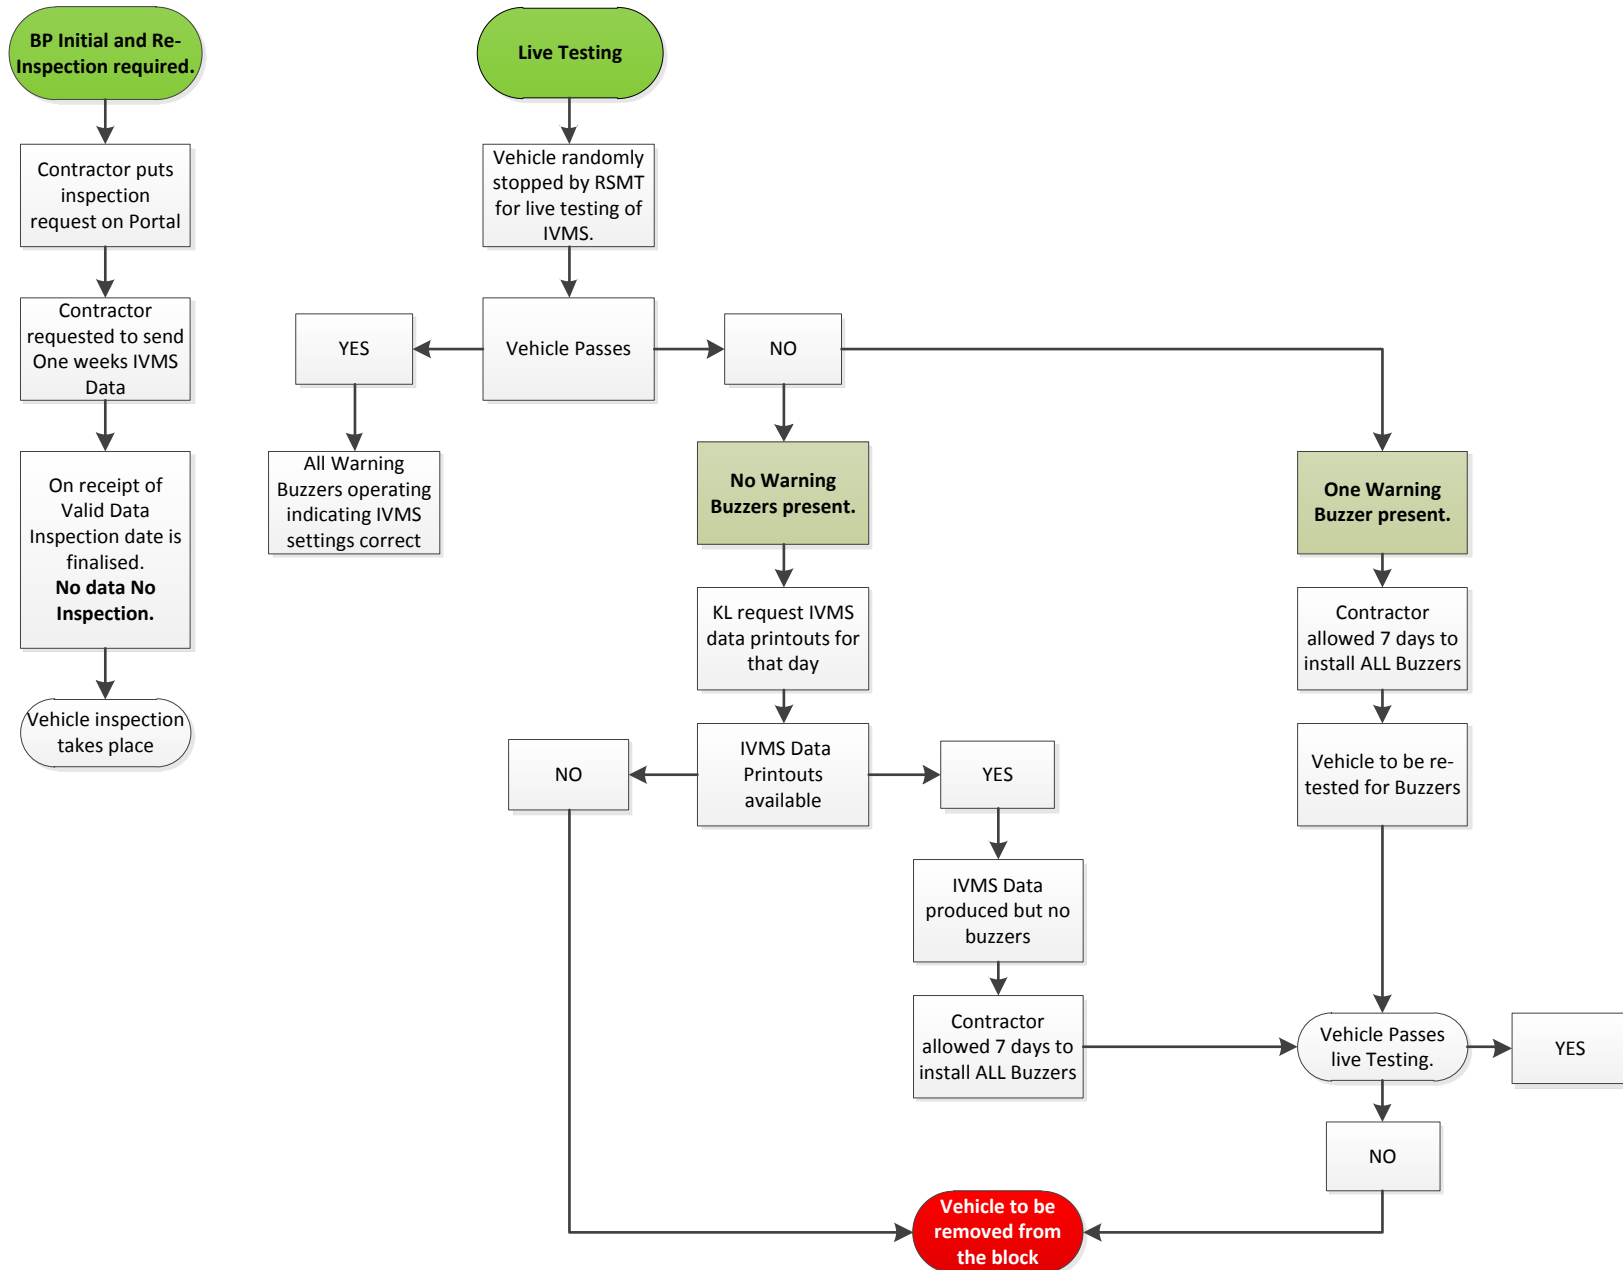 BP Initial and Re-
Inspection required.
Contractor puts
inspection
request on Portal
Contractor
requested to send
One weeks IVMS
Data
On receipt of
Valid Data
Inspection date is
finalised.
No data No
Inspection.
Vehicle inspection
takes place
Live Testing
Vehicle randomly
stopped by RSMT
for live testing of
IVMS.
Vehicle Passes
YES
All Warning
Buzzers operating
indicating IVMS
settings correct
NO
No Warning
Buzzers present.
KL request IVMS
data printouts for
that day
IVMS Data
Printouts
available
NO
YES
IVMS Data
produced but no
buzzers
Contractor
allowed 7 days to
install ALL Buzzers
One Warning
Buzzer present.
Contractor
allowed 7 days to
install ALL Buzzers
Vehicle to be re-
tested for Buzzers
Vehicle Passes
live Testing.
YES
NO
Vehicle to be
removed from
the block